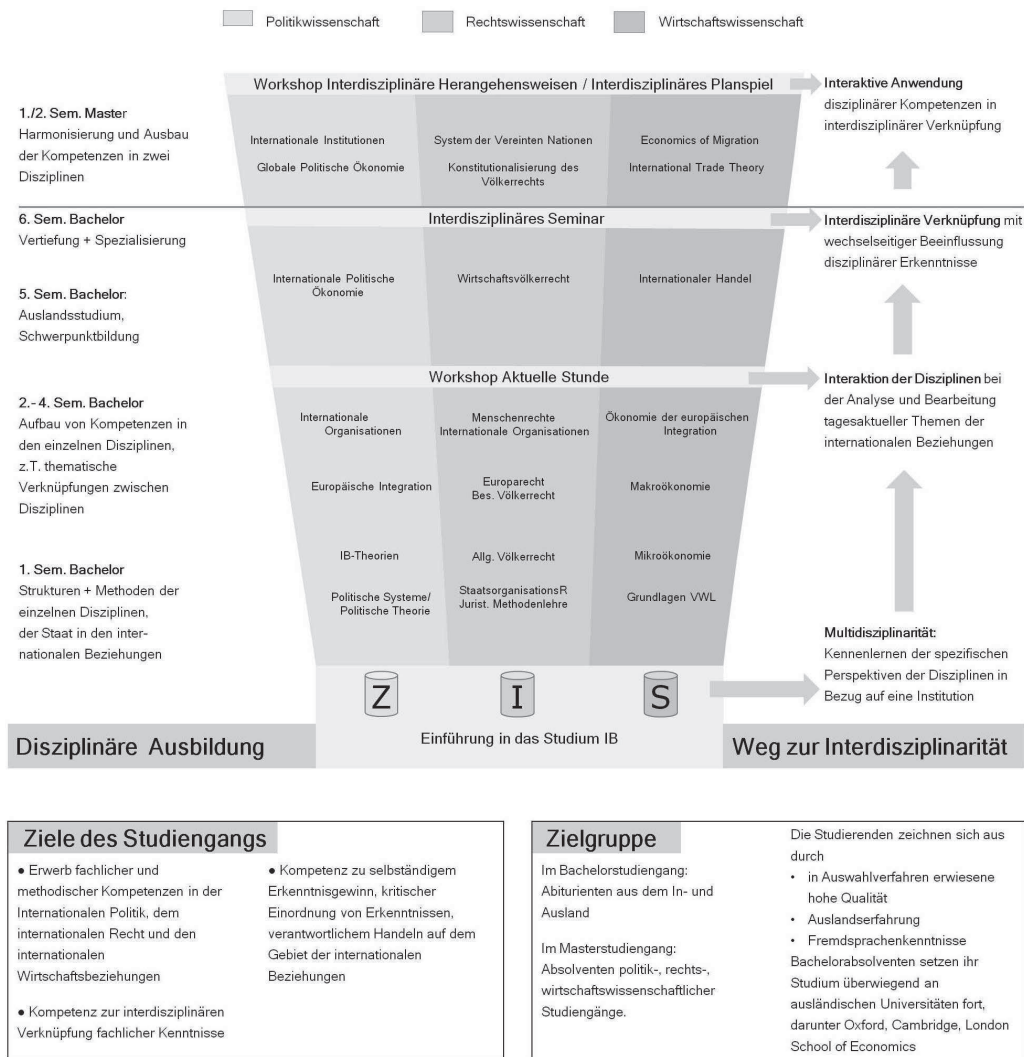 Politikwissenschaft
Rechtswissenschaft
Wirtschaftswissenschaft
Workshop Interdisziplinäre Herangehensweisen / Interdisziplinäres Planspiel
1./2. Sem. Master
Harmonisierung und Ausbau
der Kompetenzen in zwei
Disziplinen
Internationale Institutionen
Globale Politische Ökonomie
System der Vereinten Nationen
Konstitutionalisierung des
Völkerrechts
Economics of Migration
International Trade Theory
Interaktive Anwendung
disziplinärer Kompetenzen in
interdisziplinärer Verknüpfung
6. Sem. Bachelor
Vertiefung + Spezialisierung
Interdisziplinäres Seminar
Interdisziplinäre Verknüpfung mit
wechselseitiger Beeinflussung
disziplinärer Erkenntnisse
5. Sem. Bachelor:
Auslandsstudium,
Schwerpunktbildung
Internationale Politische
Ökonomie
Wirtschaftsvölkerrecht
Internationaler Handel
Workshop Aktuelle Stunde
Interaktion der Disziplinen bei
der Analyse und Bearbeitung
tagesaktueller Themen der
internationalen Beziehungen
2.- 4. Sem. Bachelor
Aufbau von Kompetenzen in
den einzelnen Disziplinen,
z.T. thematische
Verknüpfungen zwischen
Disziplinen
Internationale
Organisationen
Menschenrechte
Internationale Organisationen
Ökonomie der europäischen
Integration
Europäische Integration
Europarecht
Bes. Völkerrecht
Makroökonomie
IB-Theorien
Allg. Völkerrecht
Mikroökonomie
1. Sem. Bachelor
Strukturen + Methoden der
einzelnen Disziplinen,
der Staat in den inter-
nationalen Beziehungen
Politische Systeme/
Politische Theorie
StaatsorganisationsR
Jurist. Methodenlehre
Grundlagen VWL
Multidisziplinarität:
Kennenlernen der spezifischen
Perspektiven der Disziplinen in
Bezug auf eine Institution
Z
I
S
Einführung in das Studium IB
Disziplinäre Ausbildung
Weg zur Interdisziplinarität
Ziele des Studiengangs
● Erwerb fachlicher und
methodischer Kompetenzen in der
Internationalen Politik, dem
internationalen Recht und den
internationalen
Wirtschaftsbeziehungen
● Kompetenz zur interdisziplinären
Verknüpfung fachlicher Kenntnisse
● Kompetenz zu selbständigem
Erkenntnisgewinn, kritischer
Einordnung von Erkenntnissen,
verantwortlichem Handeln auf dem
Gebiet der internationalen
Beziehungen
Zielgruppe
Im Bachelorstudiengang:
Abiturienten aus dem In- und
Ausland
Im Masterstudiengang:
Absolventen politik-, rechts-,
wirtschaftswissenschaftlicher
Studiengänge.
Die Studierenden zeichnen sich aus
durch
• in Auswahlverfahren erwiesene
hohe Qualität
• Auslandserfahrung
• Fremdsprachenkenntnisse
Bachelorabsolventen setzen ihr
Studium überwiegend an
ausländischen Universitäten fort,
darunter Oxford, Cambridge, London
School of Economics